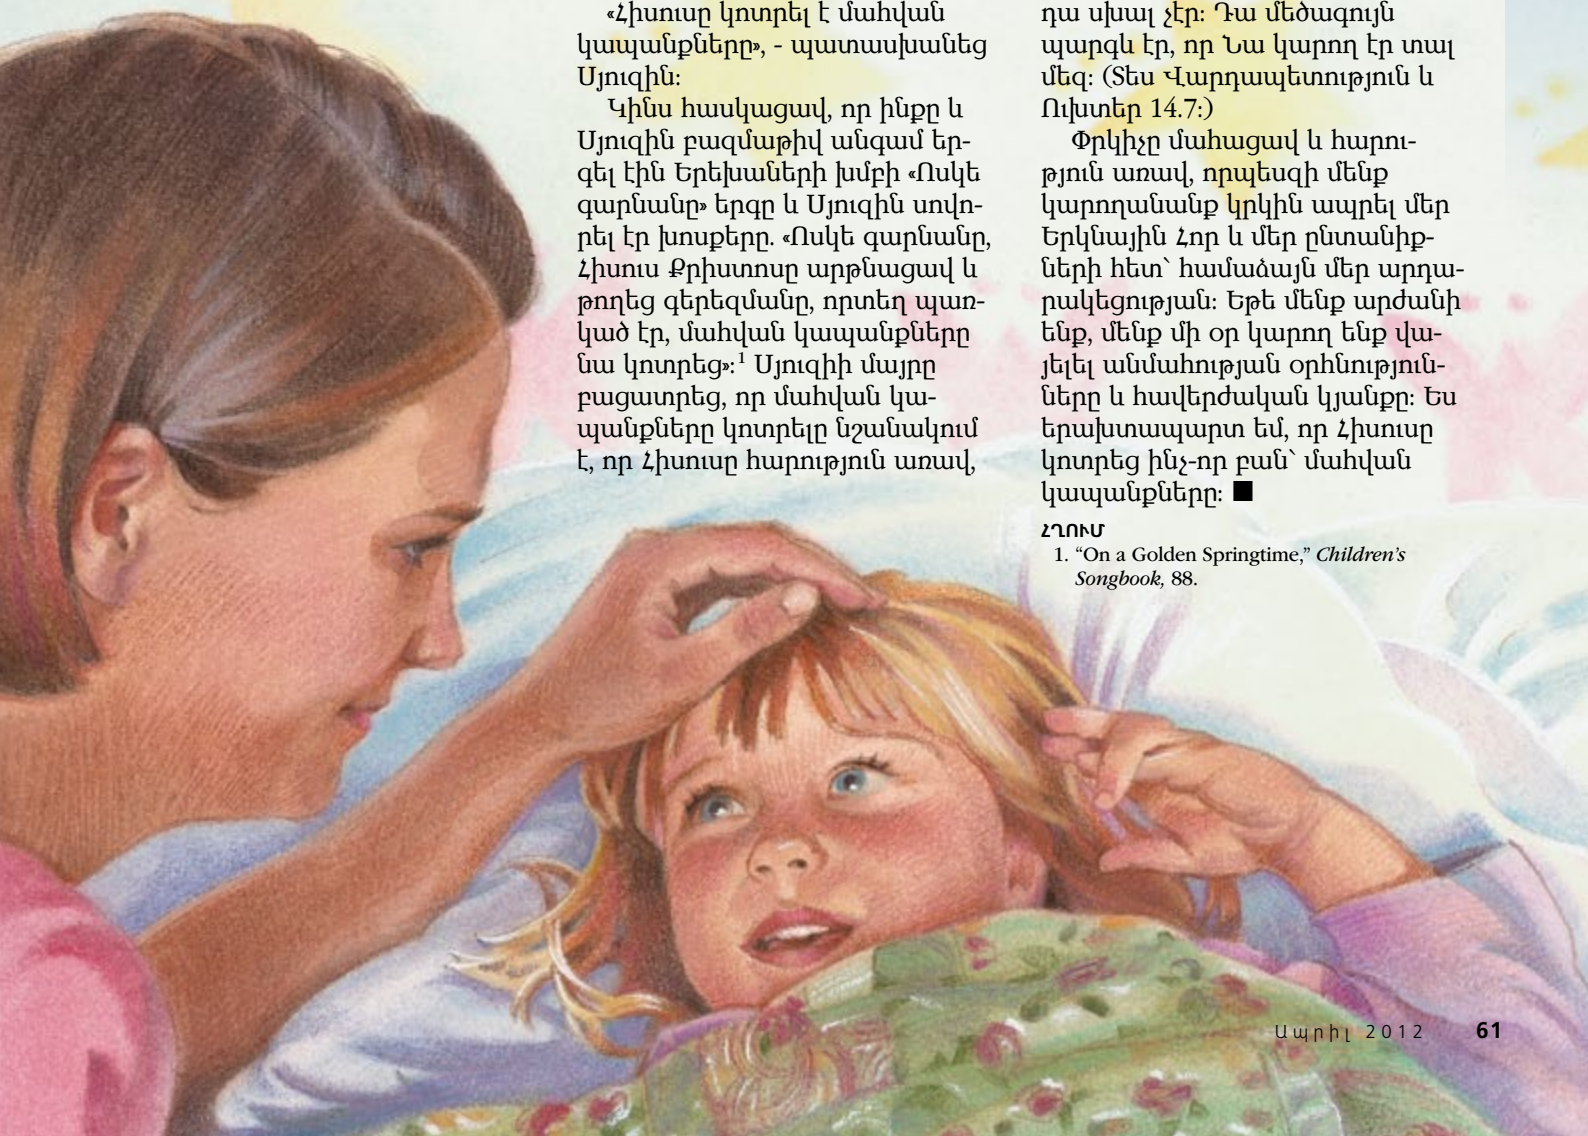 «Հիսուսը կոտրել է մահվան
կապանքները», - պատասխանեց
Սյուզին:
Կինս հասկացավ, որ ինքը և
Սյուզին բազմաթիվ անգամ եր-
գել էին Երեխաների խմբի «Ոսկե
գարնանը» երգը և Սյուզին սովո-
րել էր խոսքերը. «Ոսկե գարնանը,
Հիսուս Քրիստոսը արթնացավ և
թողեց գերեզմանը, որտեղ պառ-
կած էր, մահվան կապանքները
նա կոտրեց»:1 Սյուզիի մայրը
բացատրեց, որ մահվան կա-
պանքները կոտրելը նշանակում
է, որ Հիսուսը հարություն առավ,
դա սխալ չէր: Դա մեծագույն
պարգև էր, որ Նա կարող էր տալ
մեզ: (Տես Վարդապետություն և
Ուխտեր 14.7:)
Փրկիչը մահացավ և հարու-
թյուն առավ, որպեսզի մենք
կարողանանք կրկին ապրել մեր
Երկնային Հոր և մեր ընտանիք-
ների հետ՝ համաձայն մեր արդա-
րակեցության: Եթե մենք արժանի
ենք, մենք մի օր կարող ենք վա-
յելել անմահության օրհնություն-
ները և հավերժական կյանքը: Ես
երախտապարտ եմ, որ Հիսուսը
կոտրեց ինչ-որ բան՝ մահվան
կապանքները: ■
ՀՂՈՒՄ
1. “On a Golden Springtime,” Children’s
Songbook, 88.
Ապրիլ 2012 61